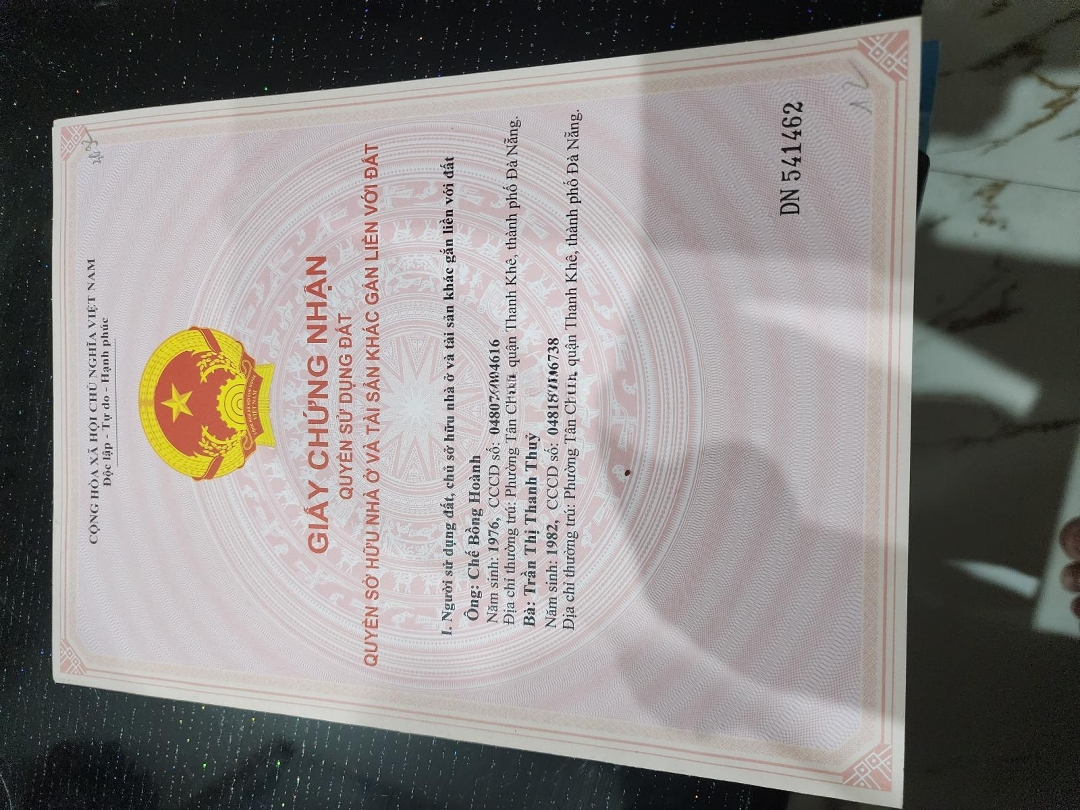 CỘNG HÒA XÃ HỘI CHỦ NGHĨA VIỆT NAM
Độc lập - Tự do - Hạnh phúc
VIỆT NAM
GIẤY CHỨNG NHẬN
QUYỀN SỬ DỤNG ĐẤT
QUYỀN SỞ HỮU NHÀ Ở VÀ TÀI SẢN KHÁC GẮN LIỀN VỚI ĐẤT
I. Người sử dụng đất, chủ sở hữu nhà ở và tài sản khác gắn liền với đất
Ông: Chế Bồng Hoành
Năm sinh: 1976, CCCD số:
Địa chỉ thường trú: Phường Tân quận Thanh Khê, thành phố Đà Nẵng.
Bà: Trần Thị Thanh Thuỷ
Năm sinh: 1982, CCCD số:
Địa chỉ thường trú: Phường Tân quận Thanh Khê, thành phố Đà Nẵng.
DN 541462